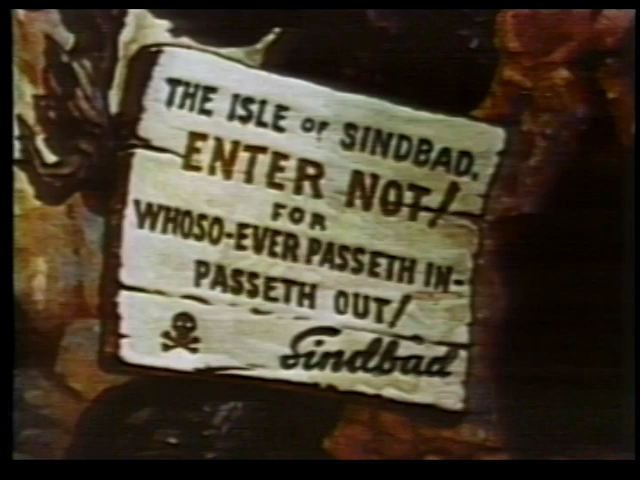 THE ISLE OF SINDBAD.
ENTER NOT!
FOR
WHOSO-EVER PASSETH IN-
PASSETH OUT!
Sindbad